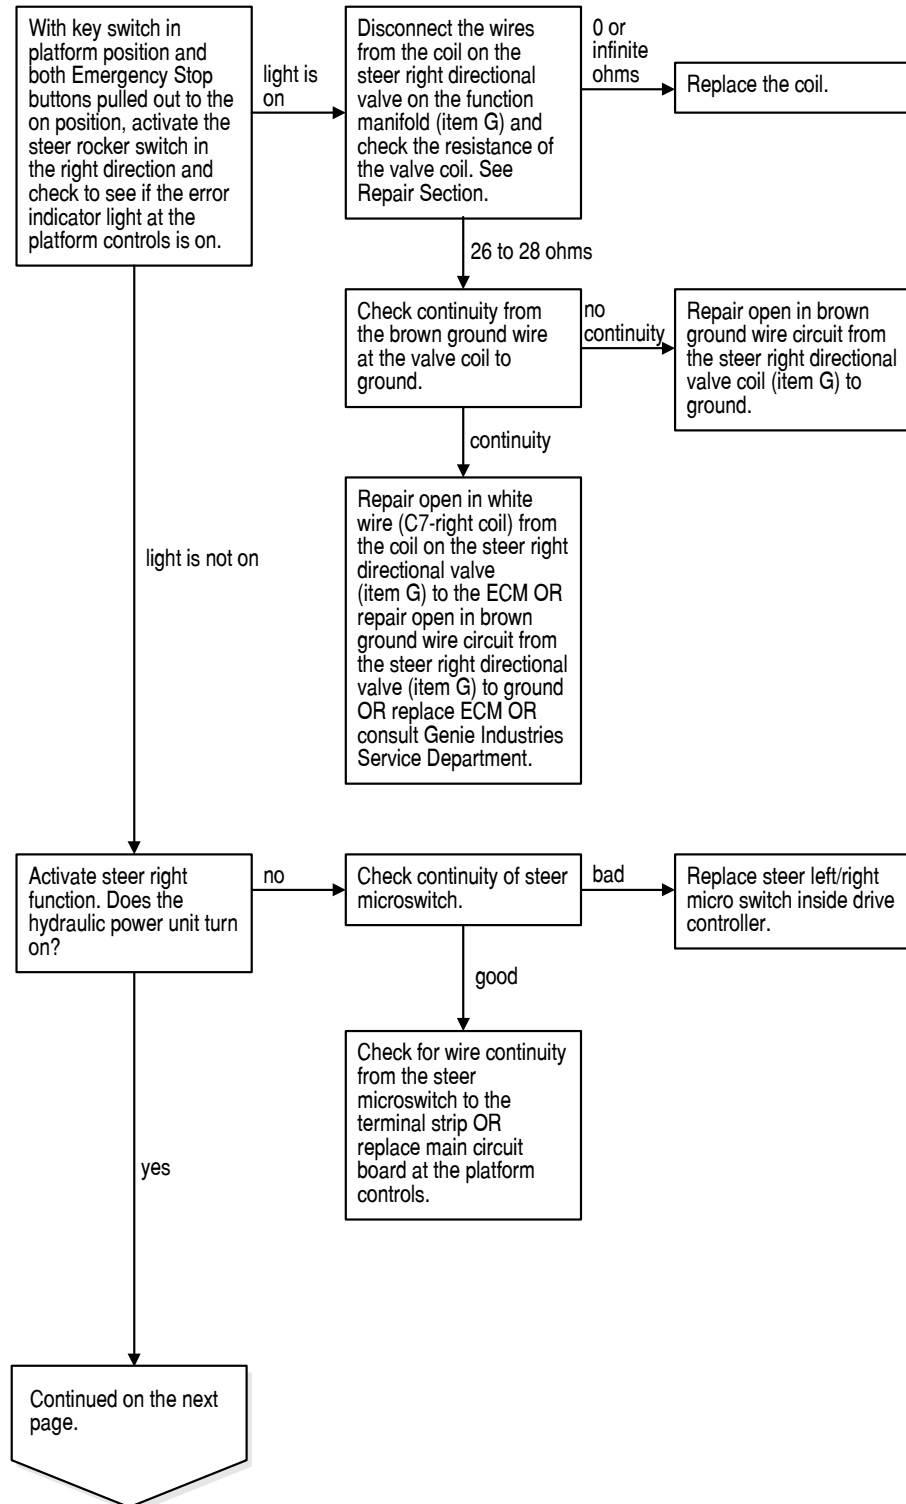 With key switch in
platform position and
both Emergency Stop
buttons pulled out to the
on position, activate the
steer rocker switch in
the right direction and
check to see if the error
indicator light at the
platform controls is on.
light is
on
Disconnect the wires
from the coil on the
steer right directional
valve on the function
manifold (item G) and
check the resistance of
the valve coil. See
Repair Section.
0 or
infinite
ohms
Replace the coil.
26 to 28 ohms
Check continuity from
the brown ground wire
at the valve coil to
ground.
no
continuity
Repair open in brown
ground wire circuit from
the steer right directional
valve coil (item G) to
ground.
continuity
Repair open in white
wire (C7-right coil) from
the coil on the steer right
directional valve
(item G) to the ECM OR
repair open in brown
ground wire circuit from
the steer right directional
valve (item G) to ground
OR replace ECM OR
consult Genie Industries
Service Department.
light is not on
Activate steer right
function. Does the
hydraulic power unit turn
on?
no
Check continuity of steer
microswitch.
bad
Replace steer left/right
micro switch inside drive
controller.
good
Check for wire continuity
from the steer
microswitch to the
terminal strip OR
replace main circuit
board at the platform
controls.
yes
Continued on the next
page.